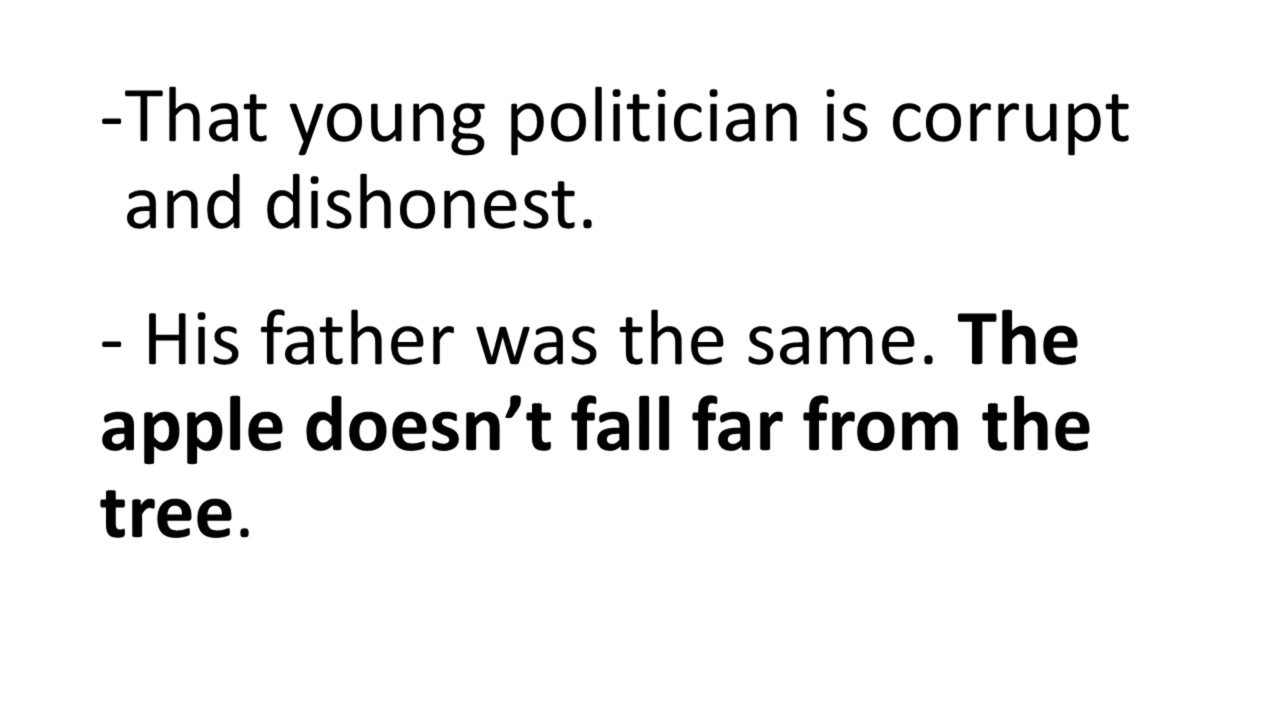 -That young politician is corrupt
and dishonest.
- His father was the same. The
apple doesn’t fall far from the
tree.